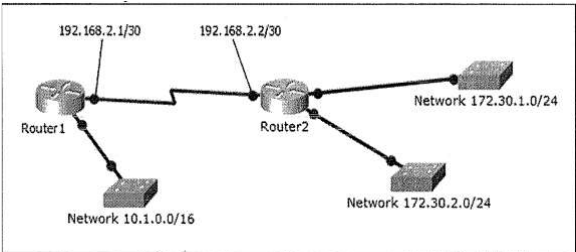 192.168.2.1/30
192.168.2.2/30
Router1
Router2
Network 172.30.1.0/24
Network 10.1.0.0/16
Network 172.30.2.0/24